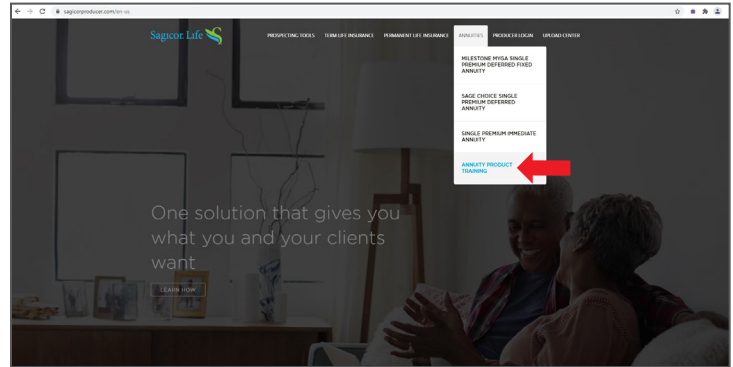 sagicorproducer.com/en-us
Sagicor Life
PROSPECTING TOOLS TERM LIFE INSURANCE PERMANENT LIFE INSURANCE ANNUITIES PRODUCER LOGIN UPLOAD CENTER
MILESTONE MYGA SINGLE
PREMIUM DEFERRED FIXED
ANNUITY
SAGE CHOICE SINGLE
PREMIUM DEFERRED
ANNUITY
SINGLE PREMIUM IMMEDIATE
ANNUITY
ANNUITY PRODUCT
TRAINING
One solution that gives you
what you and your clients
want
LEARN HOW